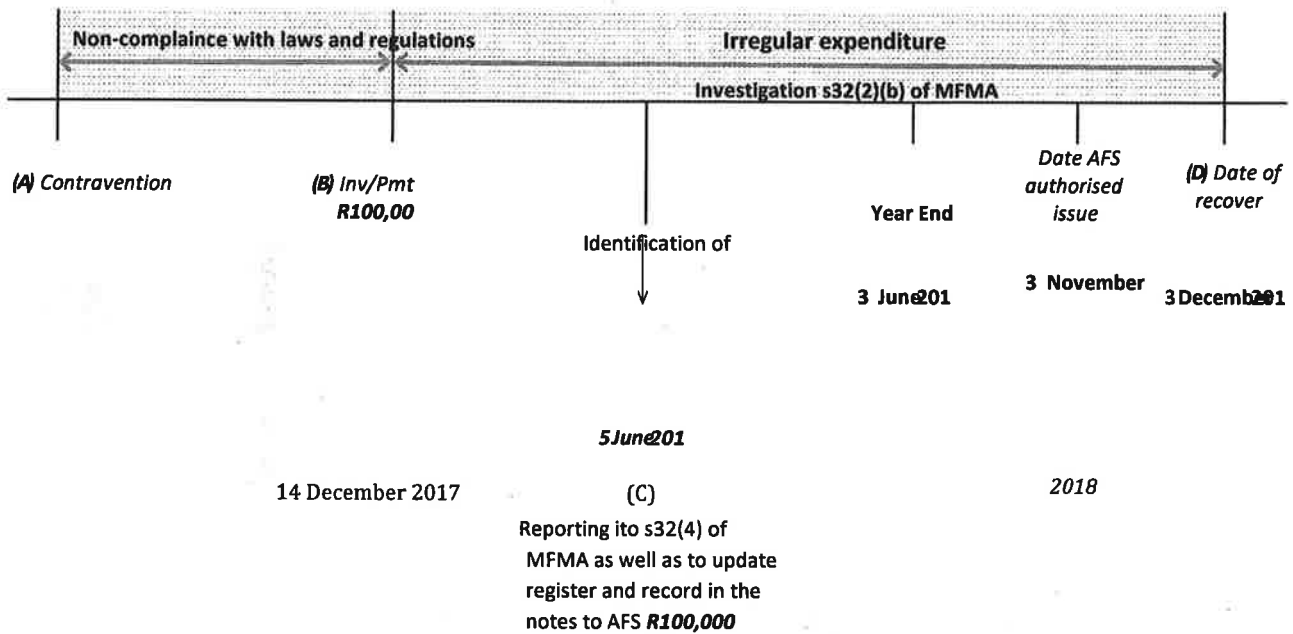 Non-complaince with laws and regulations
Irregular expenditure
Investigation s32(2)(b) of MFMA
(A) Contravention
(B) Inv/Pmt
R100,00
Identification of
Year End
Date AFS
authorised
issue
(D) Date of
recover
3 June201
3 November
3December201
5June201
14 December 2017
(C)
2018
Reporting ito s32(4) of
MFMA as well as to update
register and record in the
notes to AFS R100,000